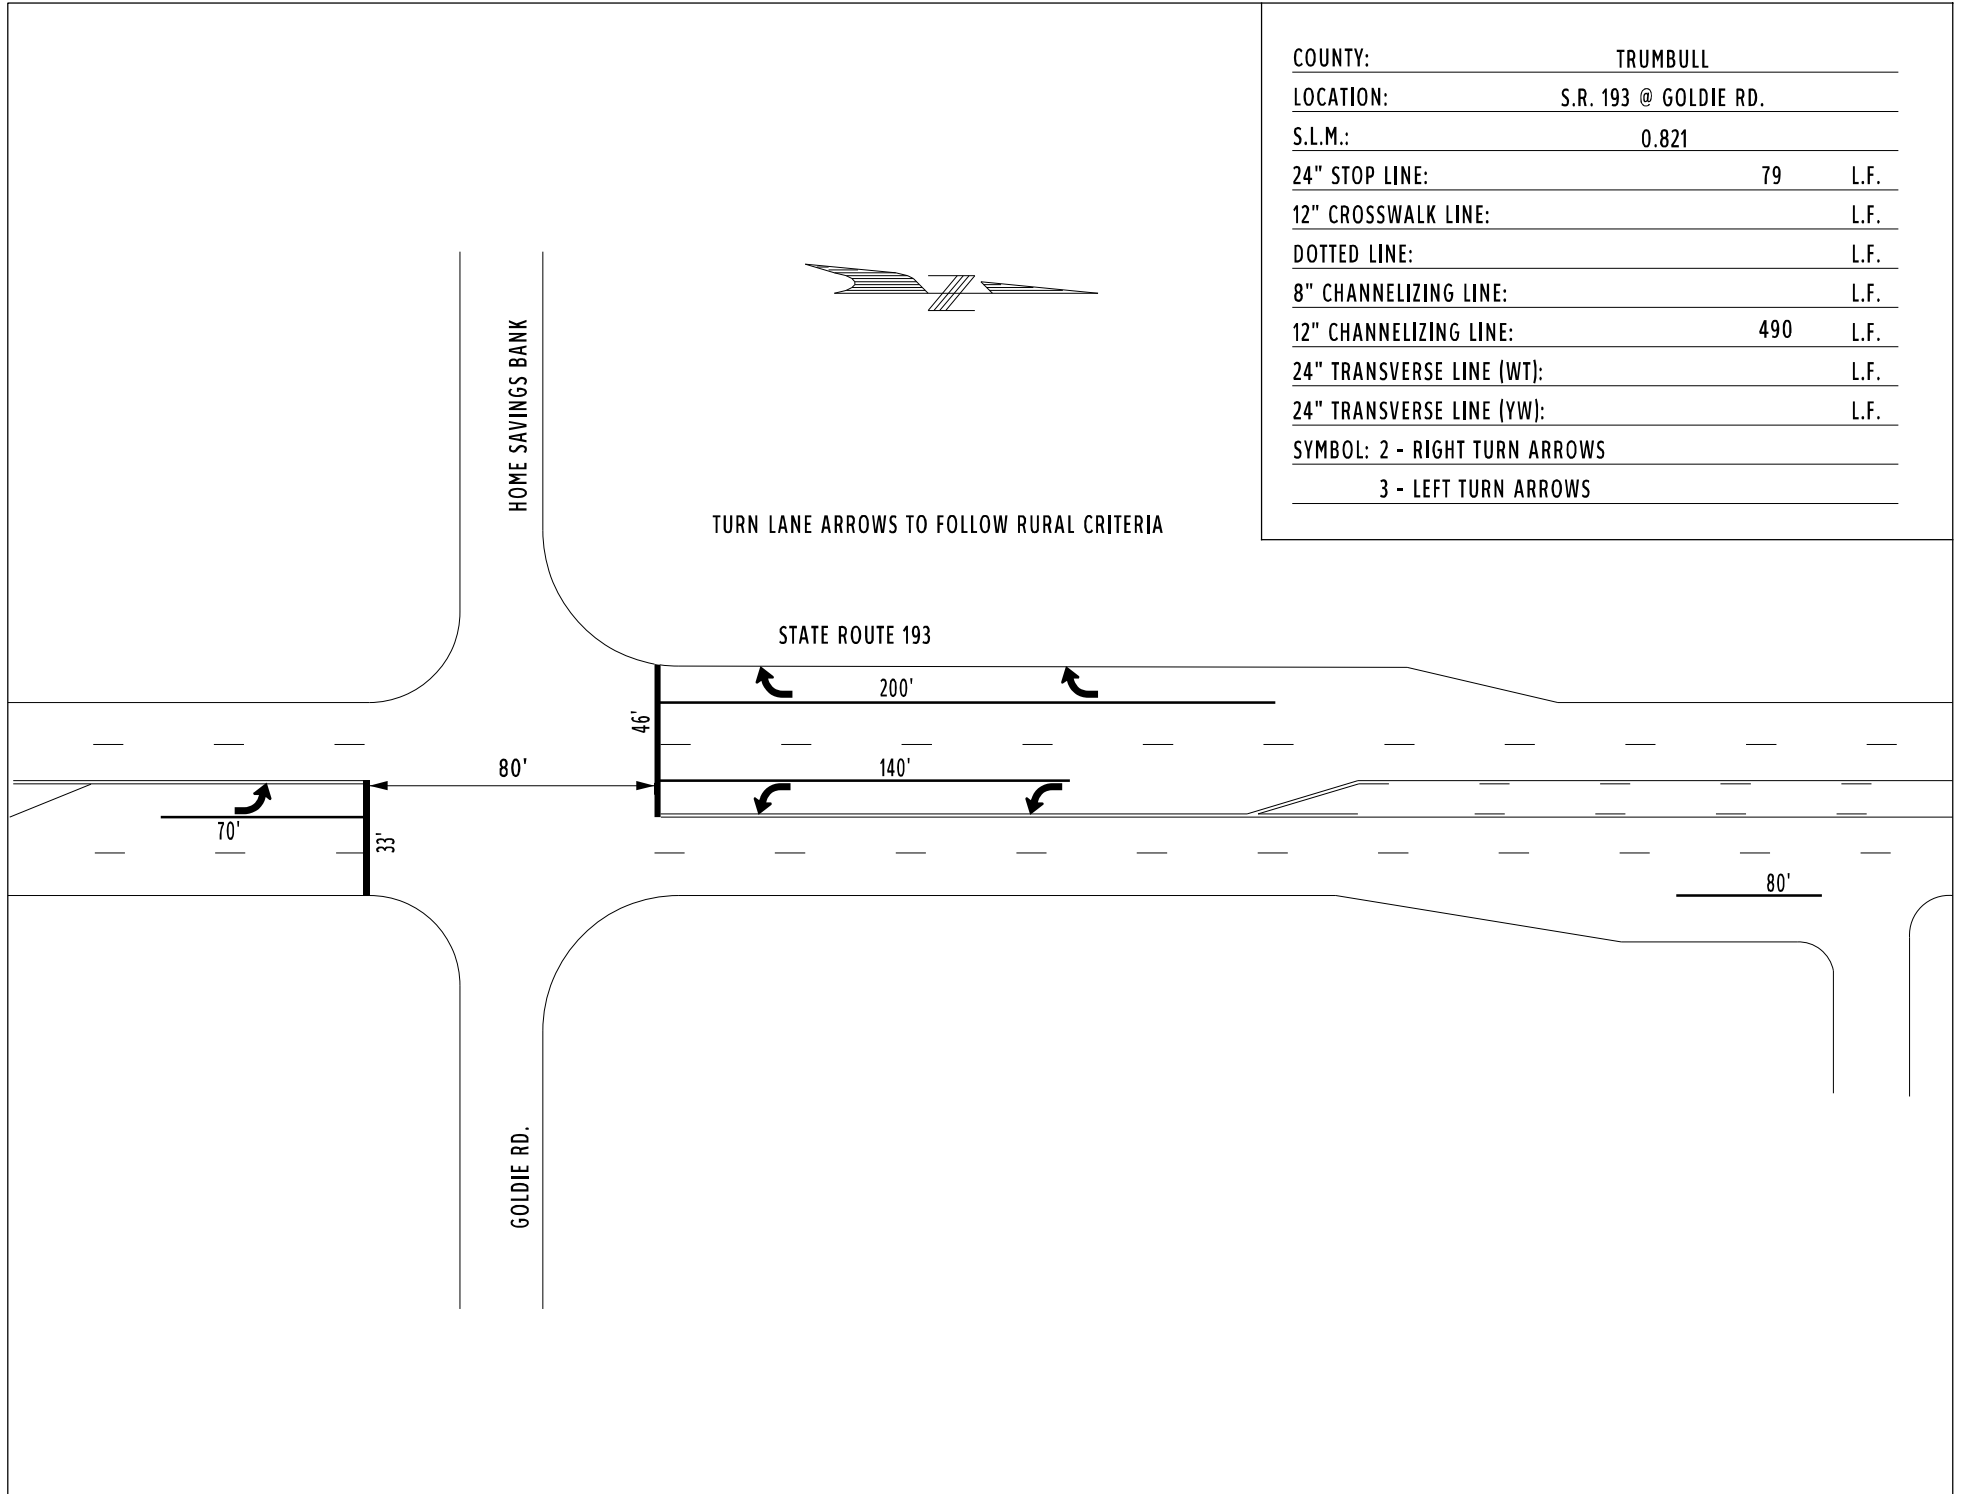 COUNTY: TRUMBULL
LOCATION: S.R. 193 @ GOLDIE RD.
S.L.M.: 0.821
24" STOP LINE: 79 L.F.
12" CROSSWALK LINE: L.F.
DOTTED LINE: L.F.
8" CHANNELIZING LINE: L.F.
12" CHANNELIZING LINE: 490 L.F.
24" TRANSVERSE LINE (WT): L.F.
24" TRANSVERSE LINE (YW): L.F.
SYMBOL: 2 - RIGHT TURN ARROWS
3 - LEFT TURN ARROWS
HOME SAVINGS BANK
TURN LANE ARROWS TO FOLLOW RURAL CRITERIA
STATE ROUTE 193
200'
46'
80'
140'
70'
33'
80'
GOLDIE RD.